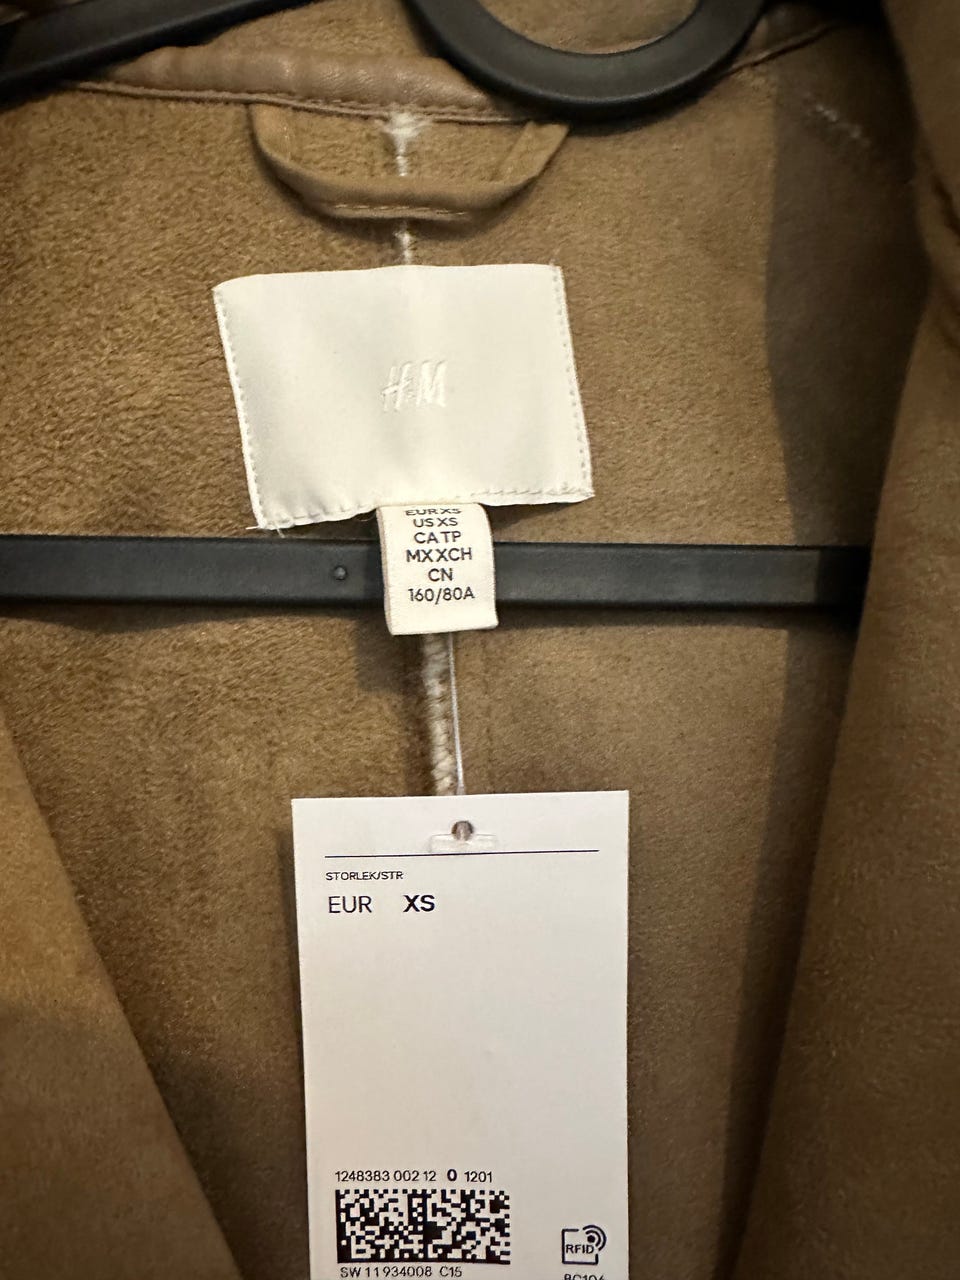 H&M
EUR XS
US XS
CA TP
MX XCH
CN
160/80A
STORLEK/STR
EUR XS
1248383 002 12 0 1201
SW 11934008 C15
RFID